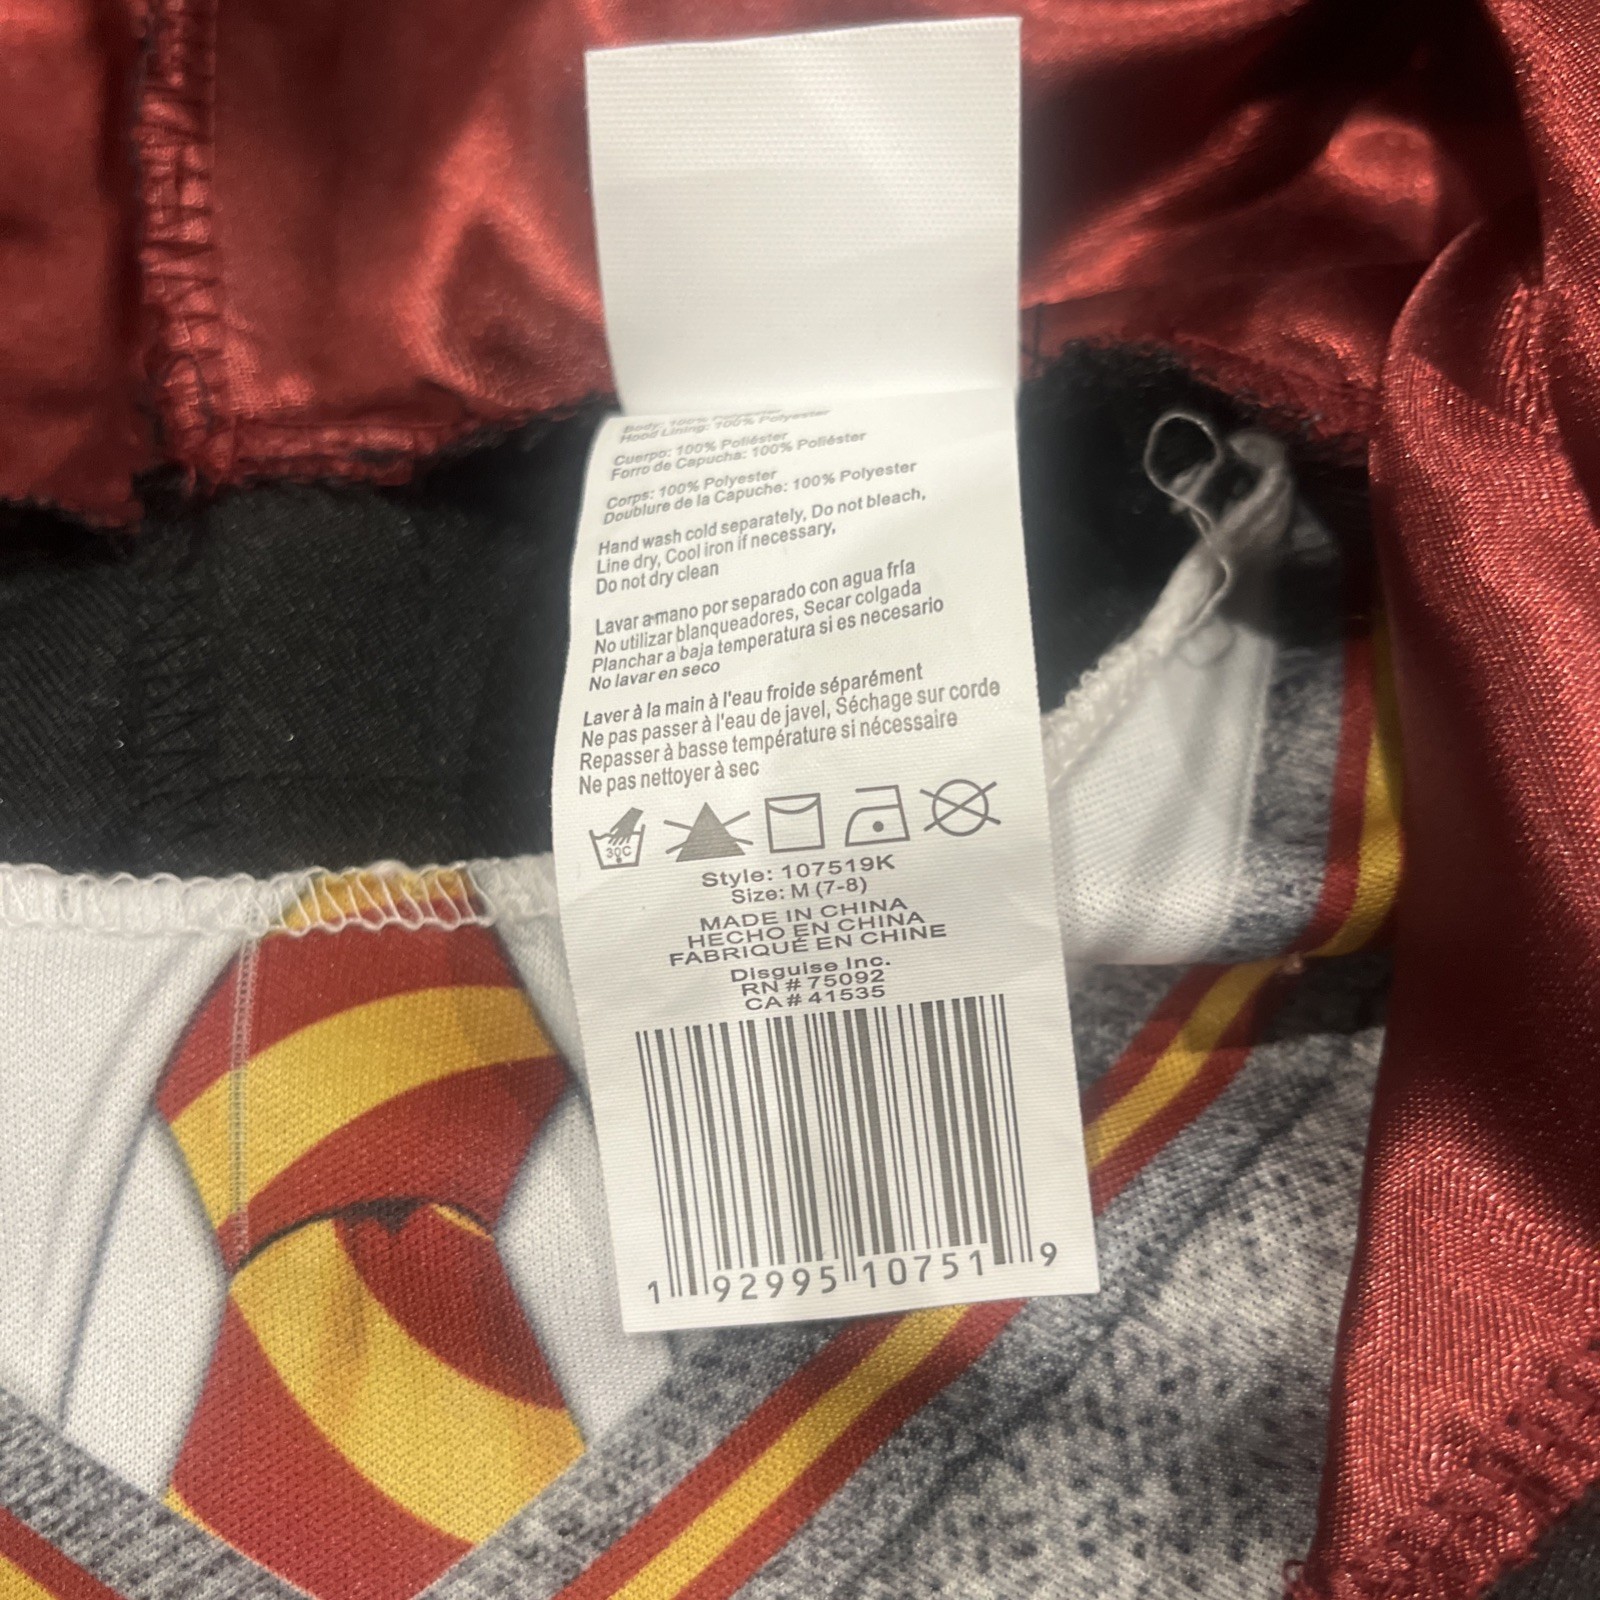 Body: 100% Polyester
Hood Lining: 100% Polyester
Cuerpo: 100% Poliéster
Forro de Capucha: 100% Poliéster
Corps: 100% Polyester
Doublure de la Capuche: 100% Polyester
Hand wash cold separately, Do not bleach,
Line dry, Cool iron if necessary,
Do not dry clean
Lavar a mano por separado con agua fría
No utilizar blanqueadores, Secar colgada
Planchar a baja temperatura si es necesario
No lavar en seco
Laver à la main à l'eau froide séparément
Ne pas passer à l'eau de javel, Séchage sur corde
Repasser à basse température si nécessaire
Ne pas nettoyer à sec
30C
Style: 107519K
Size: M (7-8)
MADE IN CHINA
HECHO EN CHINA
FABRIQUÉ EN CHINE
Disguise Inc.
RN # 75092
CA # 41535
1 92995 10751 9